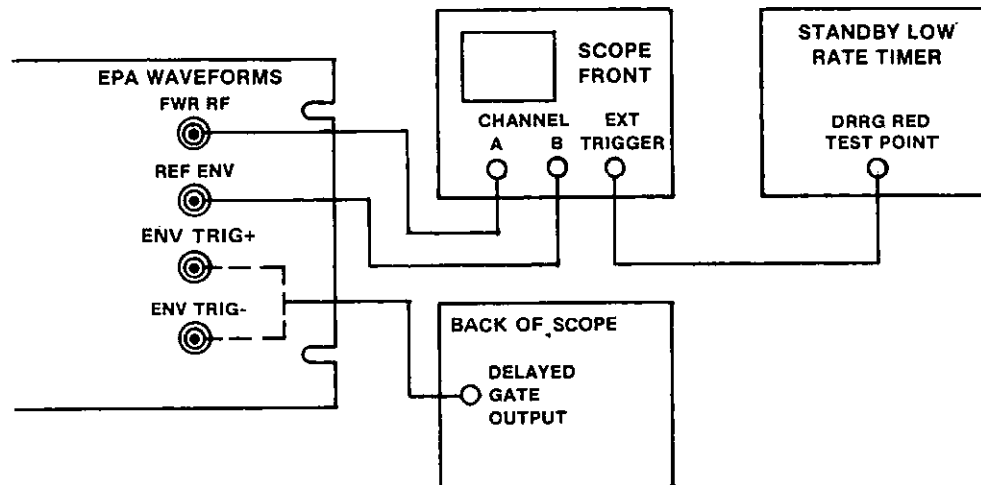 EPA WAVEFORMS
FWR RF
REF ENV
ENV TRIG+
ENV TRIG-
SCOPE
FRONT
CHANNEL
A B
EXT
TRIGGER
STANDBY LOW
RATE TIMER
DRRG RED
TEST POINT
BACK OF SCOPE
DELAYED
GATE
OUTPUT